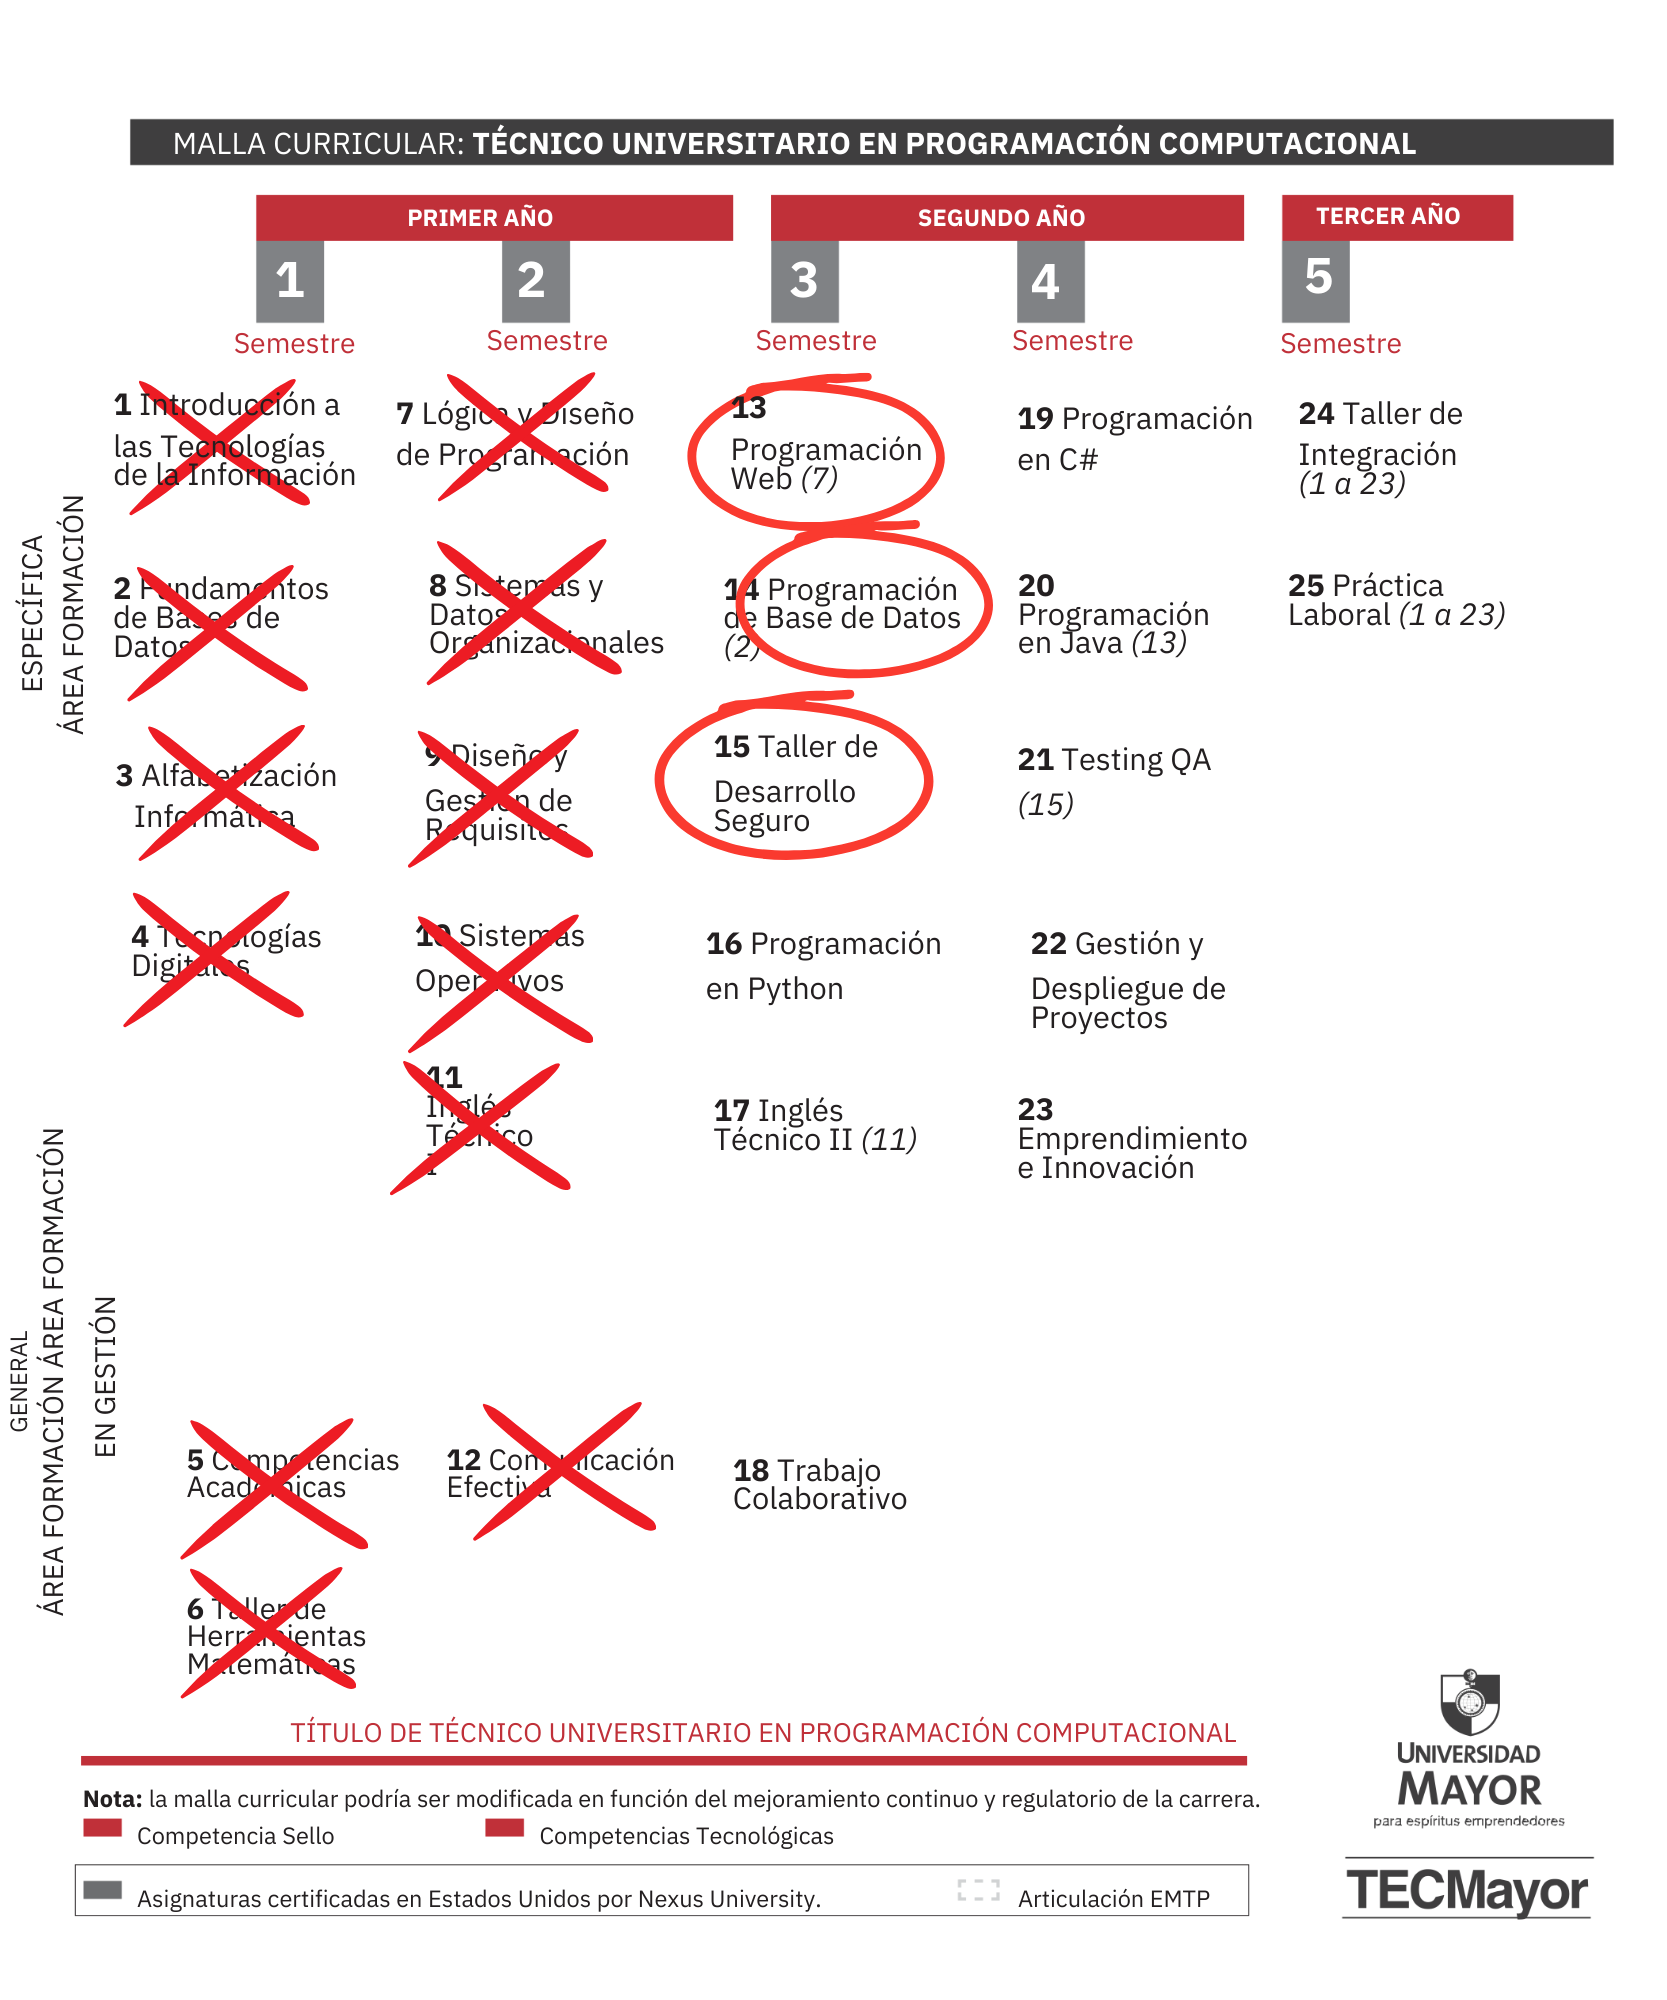 MALLA CURRICULAR: TÉCNICO UNIVERSITARIO EN PROGRAMACIÓN COMPUTACIONAL
PRIMER AÑO
SEGUNDO AÑO
TERCER AÑO
1
Semestre
2
Semestre
3
Semestre
4
Semestre
5
Semestre
ESPECÍFICA
ÁREA FORMACIÓN
1 Introducción a
las Tecnologías
de la Información
2 Fundamentos
de Bases de
Datos
3 Alfabetización
Informática
4 Tecnologías
Digitales
7 Lógica y Diseño
de Programación
8 Sistemas y
Datos
Organizacionales
9 Diseño y
Gestión de
Requisitos
10 Sistemas
Operativos
11
Inglés
Técnico
I
13
Programación
Web (7)
14 Programación
de Base de Datos
(2)
15 Taller de
Desarrollo
Seguro
16 Programación
en Python
17 Inglés
Técnico II (11)
19 Programación
en C#
20
Programación
en Java (13)
21 Testing QA
(15)
22 Gestión y
Despliegue de
Proyectos
23
Emprendimiento
e Innovación
24 Taller de
Integración
(1 a 23)
25 Práctica
Laboral (1 a 23)
GENERAL
ÁREA FORMACIÓN ÁREA FORMACIÓN
EN GESTIÓN
5 Competencias
Académicas
6 Taller de
Herramientas
Matemáticas
12 Comunicación
Efectiva
18 Trabajo
Colaborativo
TÍTULO DE TÉCNICO UNIVERSITARIO EN PROGRAMACIÓN COMPUTACIONAL
Nota: la malla curricular podría ser modificada en función del mejoramiento continuo y regulatorio de la carrera.
Competencia Sello
Competencias Tecnológicas
Asignaturas certificadas en Estados Unidos por Nexus University.
Articulación EMTP
UNIVERSIDAD
MAYOR
para espíritus emprendedores
TECMayor